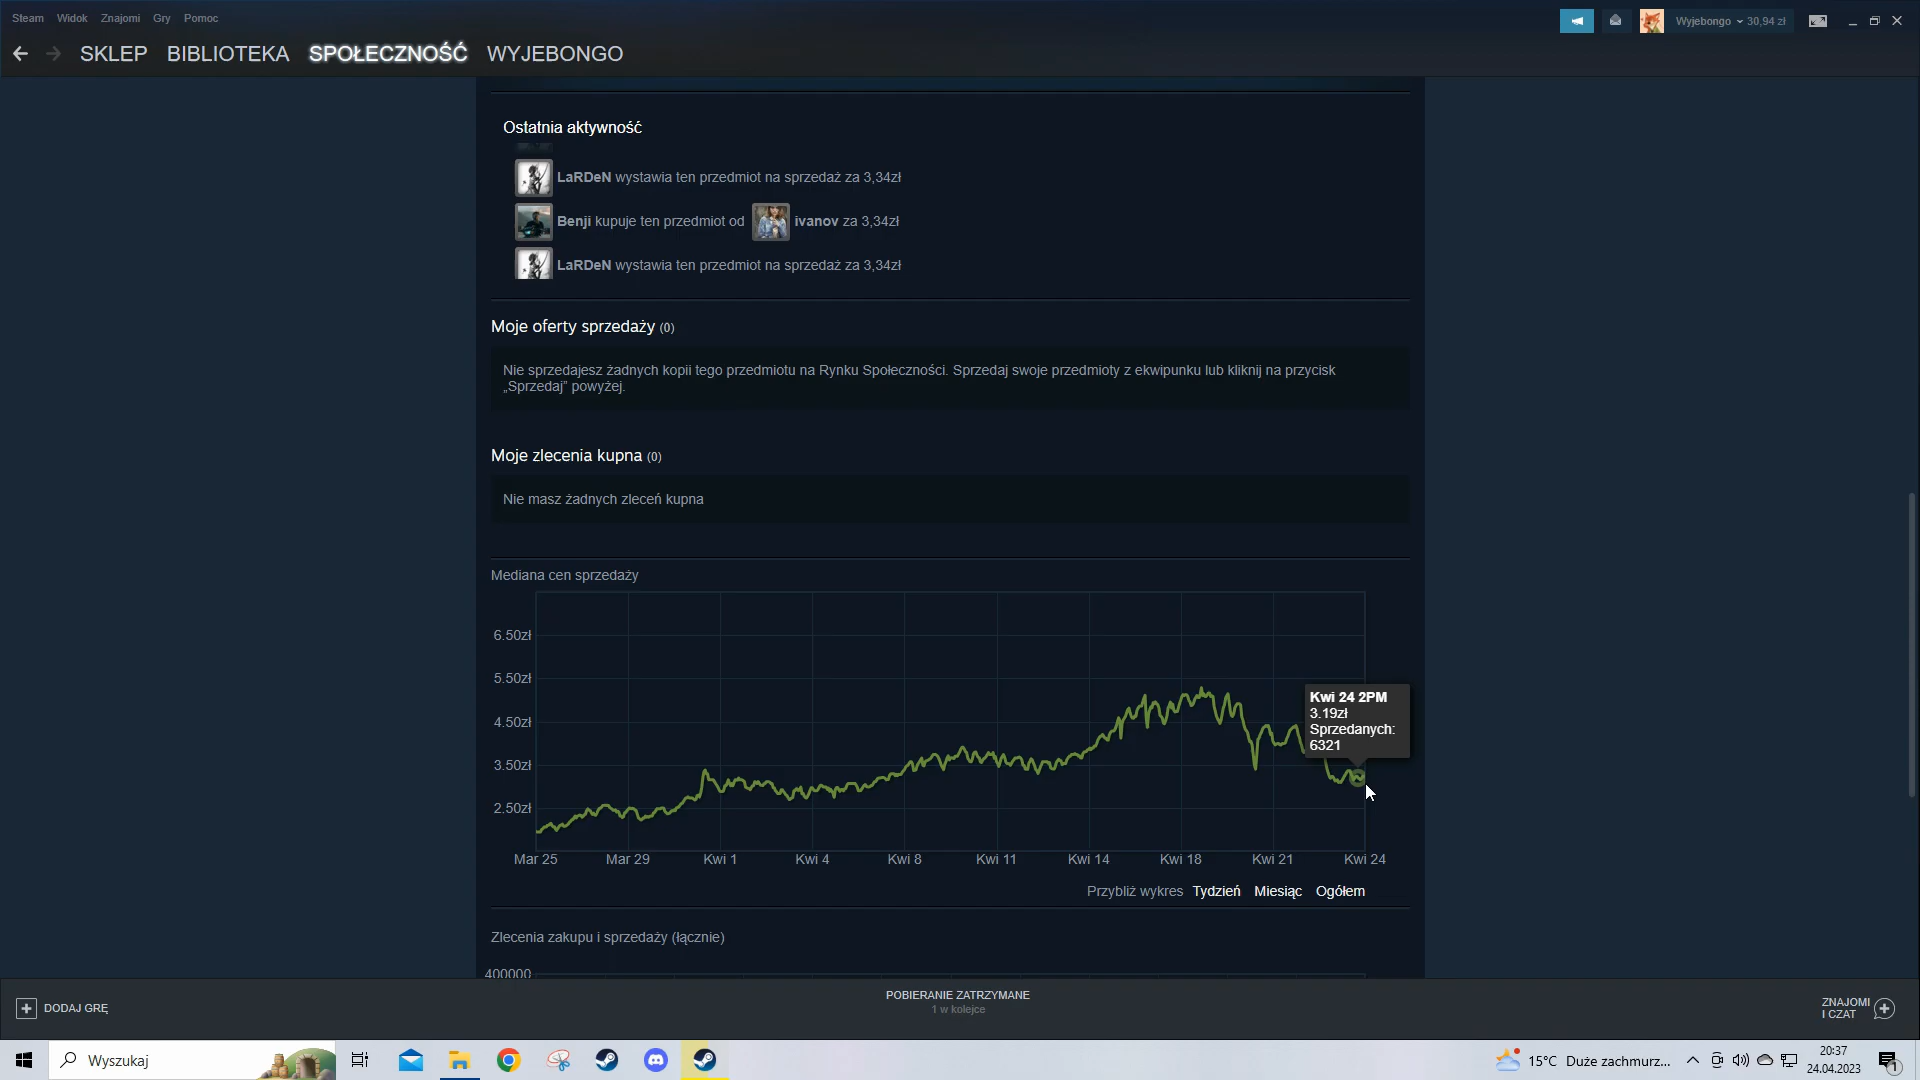 Steam Widok Znajomi Gry Pomoc
Wyjebongo 30,94 zł
SKLEP BIBLIOTEKA SPOŁECZNOŚĆ WYJEBONGO
Ostatnia aktywność
LaRDeN wystawia ten przedmiot na sprzedaż za 3,34zł
Benji kupuje ten przedmiot od ivanov za 3,34zł
LaRDeN wystawia ten przedmiot na sprzedaż za 3,34zł
Moje oferty sprzedaży (0)
Nie sprzedajesz żadnych kopii tego przedmiotu na Rynku Społeczności. Sprzedaj swoje przedmioty z ekwipunku lub kliknij na przycisk
„Sprzedaj” powyżej.
Moje zlecenia kupna (0)
Nie masz żadnych zleceń kupna
Mediana cen sprzedaży
6.50zł
5.50zł
4.50zł
3.50zł
2.50zł
Kwi 24 2PM
3.19zł
Sprzedanych:
6321
Mar 25 Mar 29 Kwi 1 Kwi 4 Kwi 8 Kwi 11 Kwi 14 Kwi 18 Kwi 21 Kwi 24
Przybliż wykres Tydzień Miesiąc Ogółem
Zlecenia zakupu i sprzedaży (łącznie)
400000
DODAJ GRĘ
POBIERANIE ZATRZYMANE
1 w kolejce
ZNAJOMI
I CZAT
Wyszukaj
15°C Duże zachmurz...
20:37
24.04.2023
1